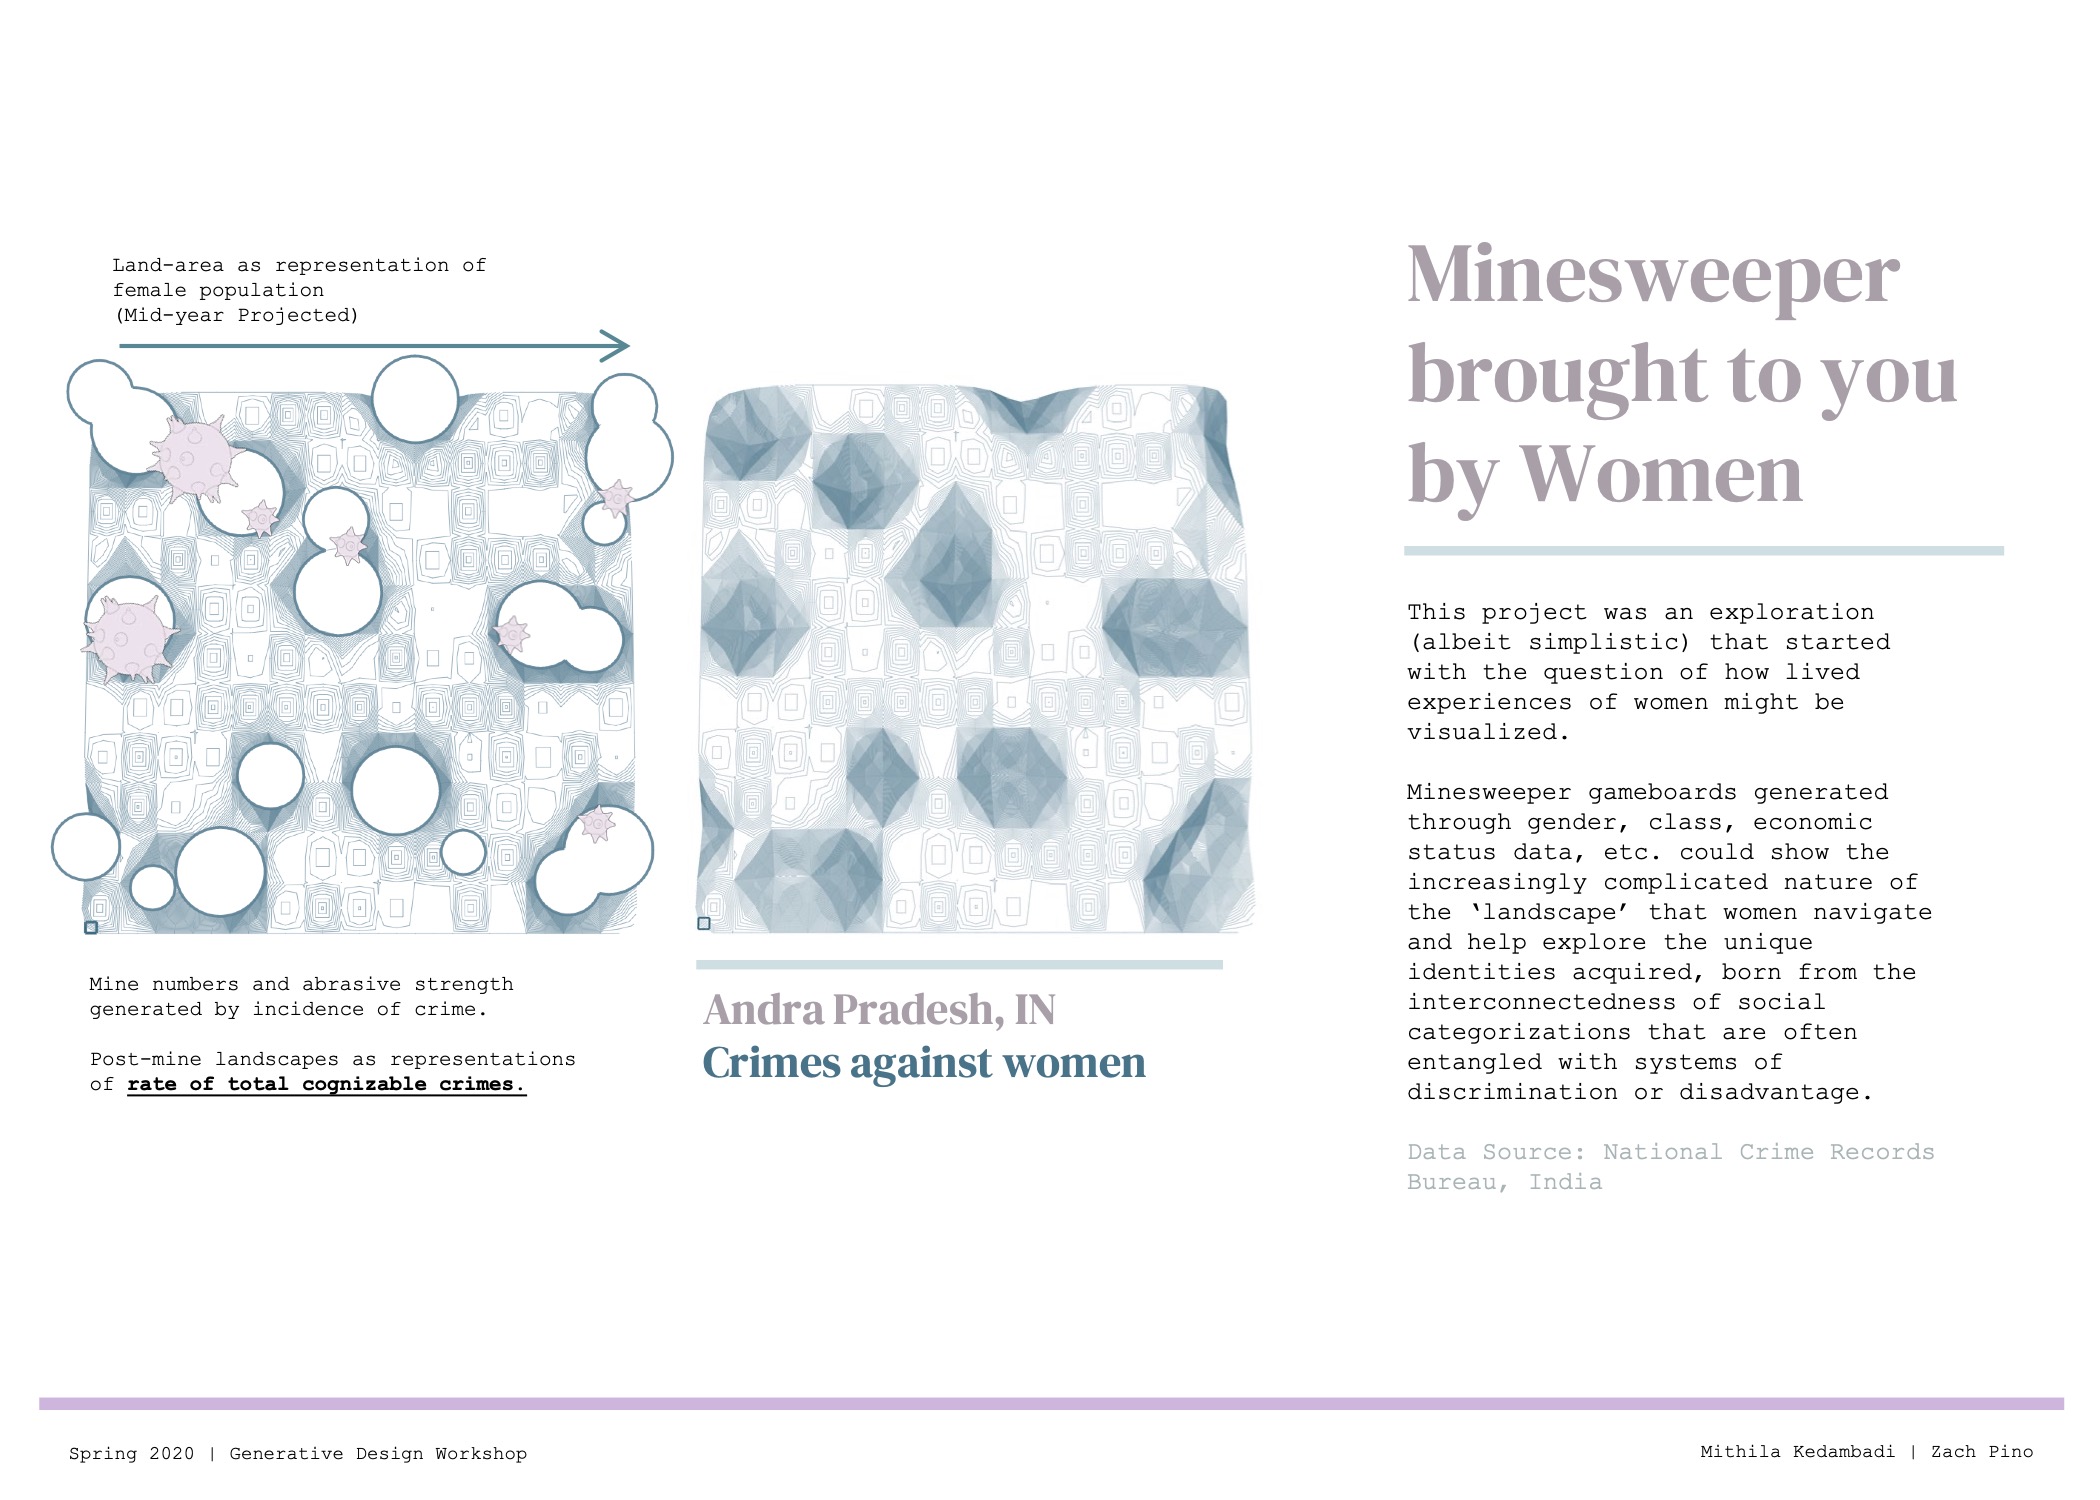 Land-area as representation of
female population
(Mid-year Projected)
Mine numbers and abrasive strength
generated by incidence of crime.
Post-mine landscapes as representations
of rate of total cognizable crimes.
Andra Pradesh, IN
Crimes against women
Minesweeper
brought to you
by Women
This project was an exploration
(albeit simplistic) that started
with the question of how lived
experiences of women might be
visualized.
Minesweeper gameboards generated
through gender, class, economic
status data, etc. could show the
increasingly complicated nature of
the ‘landscape’ that women navigate
and help explore the unique
identities acquired, born from the
interconnectedness of social
categorizations that are often
entangled with systems of
discrimination or disadvantage.
Data Source: National Crime Records
Bureau, India
Spring 2020 | Generative Design Workshop
Mithila Kedambadi | Zach Pino